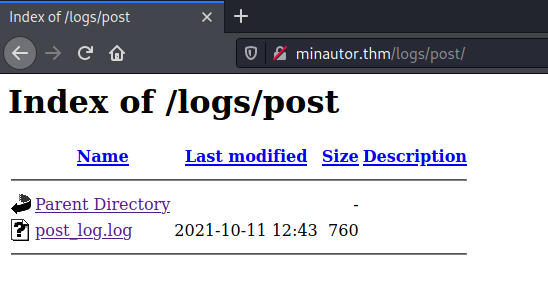 Index of /logs/post
minautor.thm/logs/post/
Index of /logs/post
Name Last modified Size Description
Parent Directory -
post_log.log 2021-10-11 12:43 760